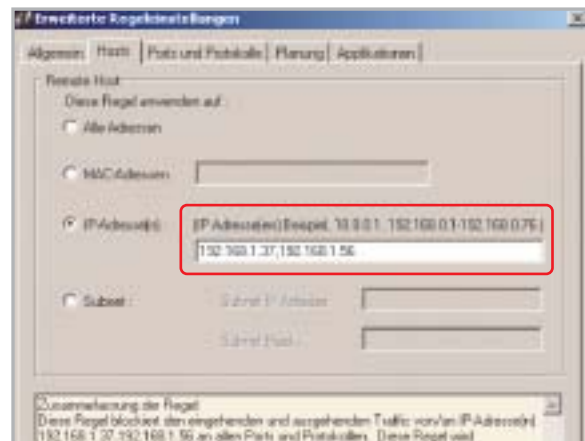 Erweiterte Regeleinstellungen
Allgemein Hosts Ports und Protokolle Planung Applikationen
Remote Host
Diese Regel anwenden auf :
Alle Adressen
MAC-Adressen
IP-Adresse(n) (IP-Adresse(en) Beispiel, 10.0.0.1, 192.168.0.1-192.168.0.76 )
192.168.1.37,192.168.1.56
Subnet : Subnet IP Adresse
Subnet Mask :
Zusammenfassung der Regel
Diese Regel blockiert den eingehenden und ausgehenden Traffic von/an IP-Adresse(n)
192.168.1.37,192.168.1.56 an allen Ports und Protokollen. Diese Regel wird